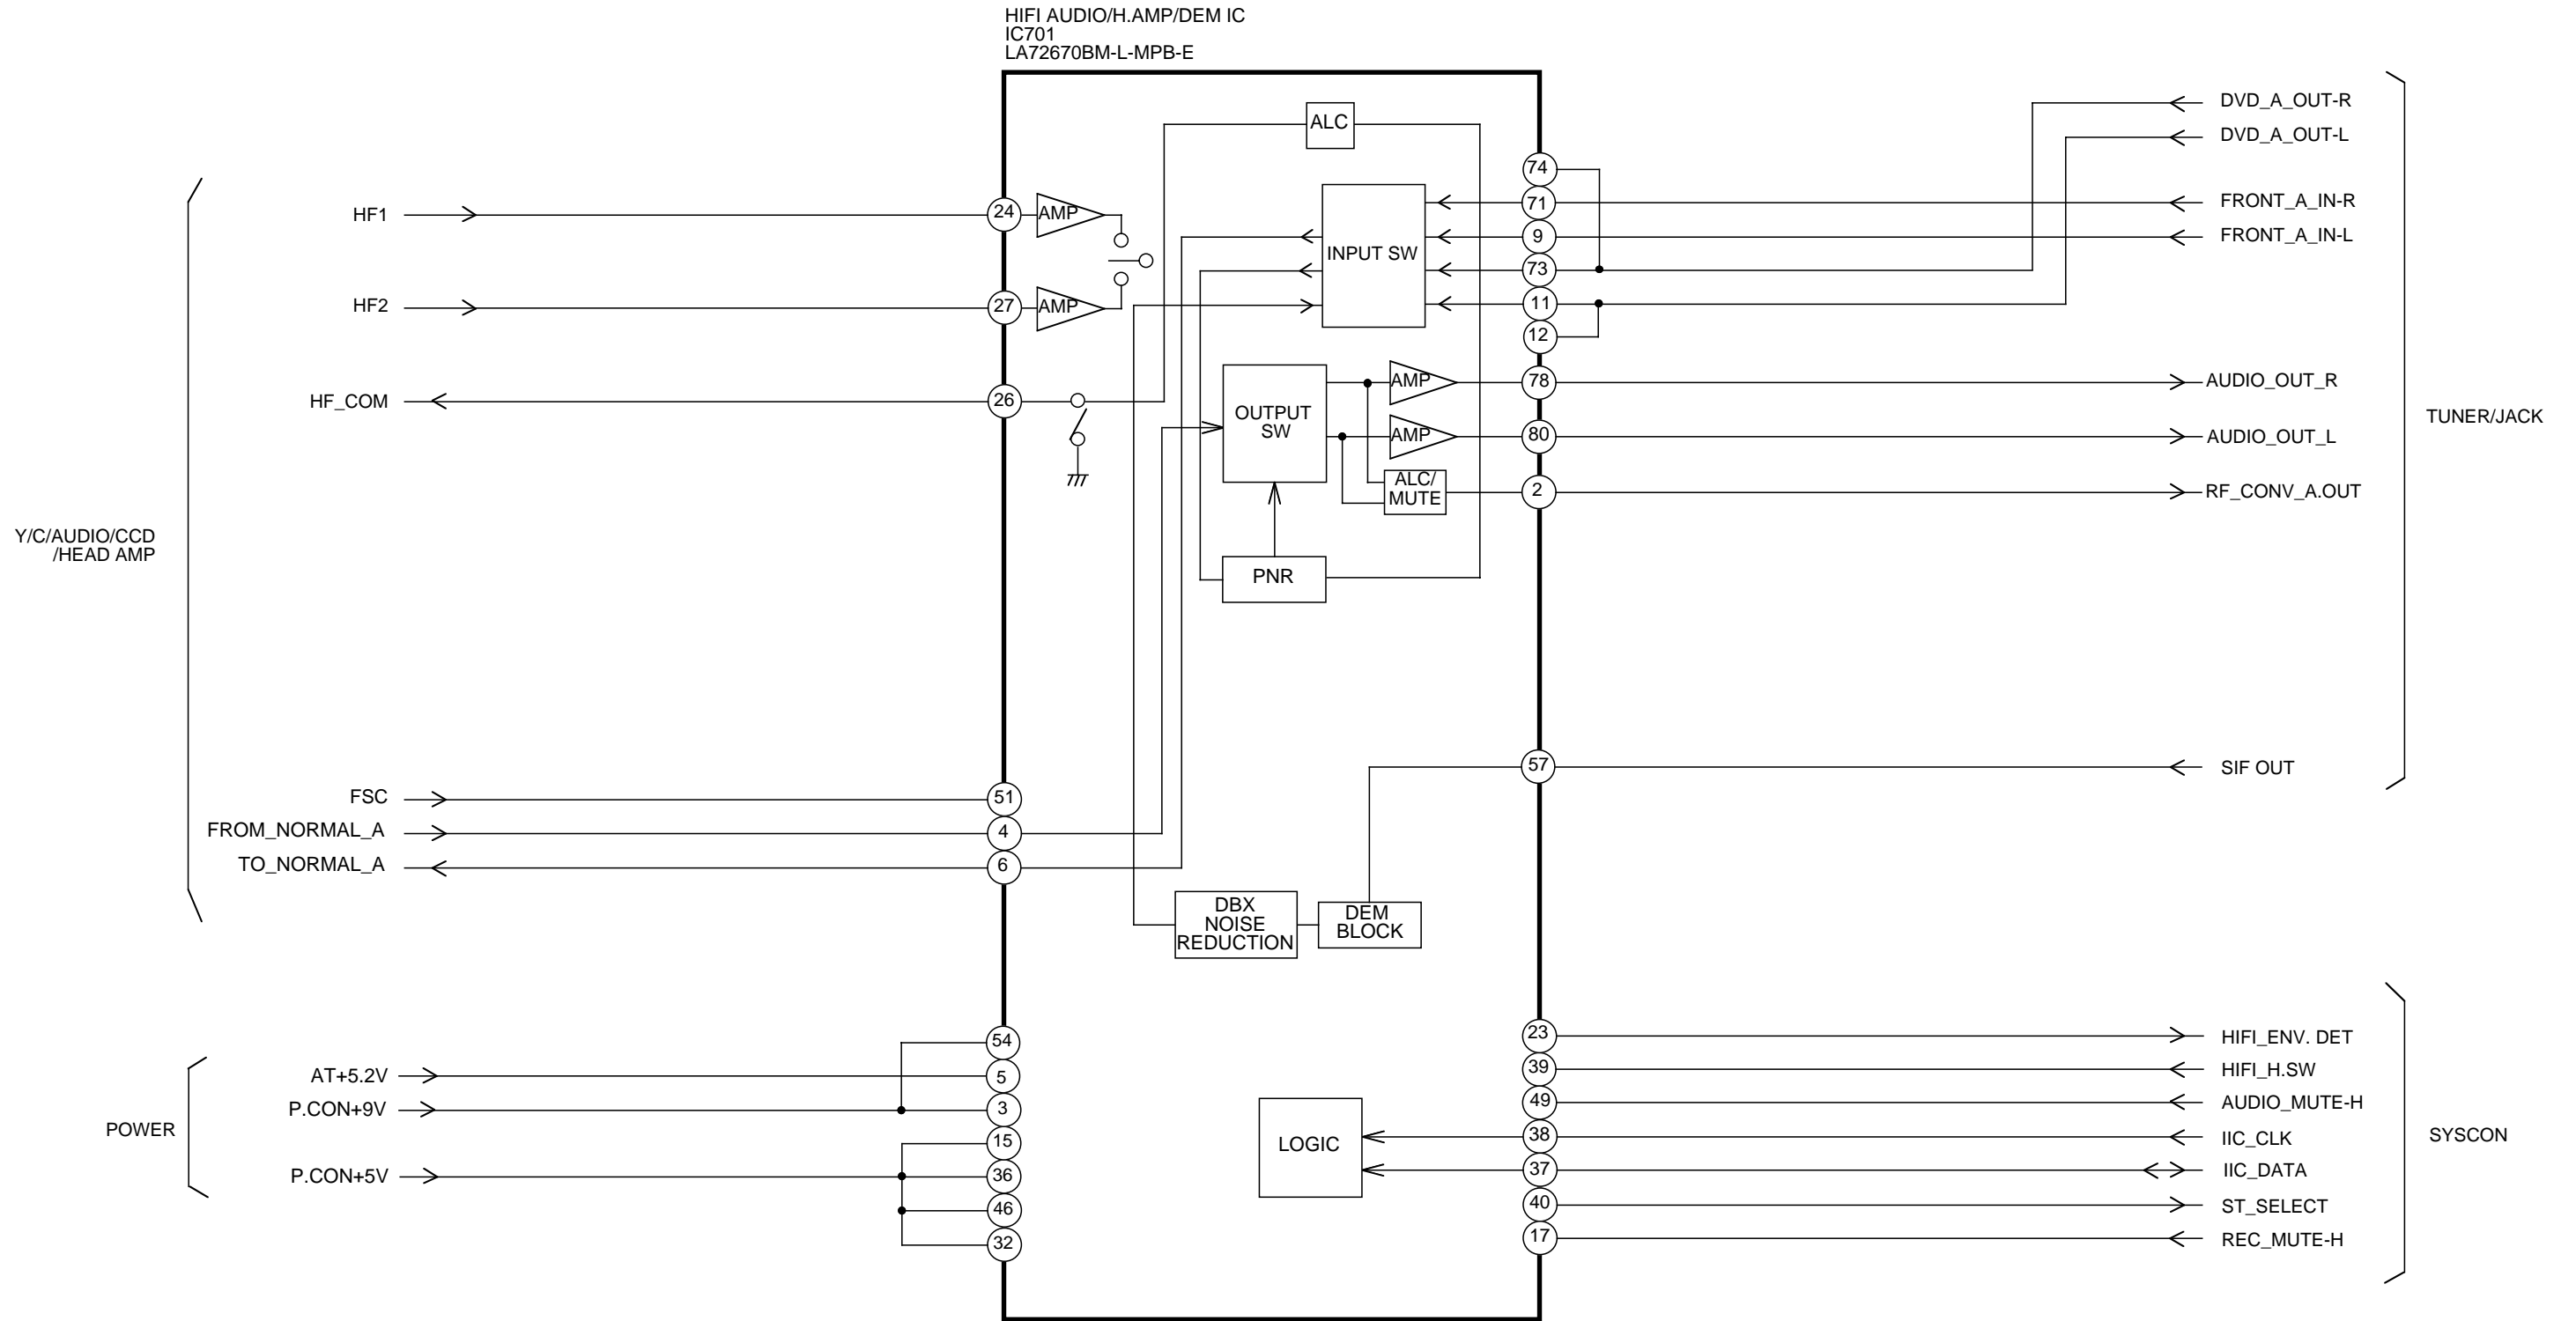 HIFI AUDIO/H.AMP/DEM IC
IC701
LA72670BM-L-MPB-E
Y/C/AUDIO/CCD
/HEAD AMP
HF1
HF2
HF_COM
FSC
FROM_NORMAL_A
TO_NORMAL_A
POWER
AT+5.2V
P.CON+9V
P.CON+5V
24
27
26
51
4
6
54
5
3
15
36
46
32
AMP
AMP
ALC
INPUT SW
OUTPUT
SW
AMP
AMP
ALC/
MUTE
PNR
DBX
NOISE
REDUCTION
DEM
BLOCK
LOGIC
74
71
9
73
11
12
78
80
2
57
23
39
49
38
37
40
17
DVD_A_OUT-R
DVD_A_OUT-L
FRONT_A_IN-R
FRONT_A_IN-L
AUDIO_OUT_R
AUDIO_OUT_L
RF_CONV_A.OUT
SIF OUT
TUNER/JACK
HIFI_ENV. DET
HIFI_H.SW
AUDIO_MUTE-H
IIC_CLK
IIC_DATA
ST_SELECT
REC_MUTE-H
SYSCON